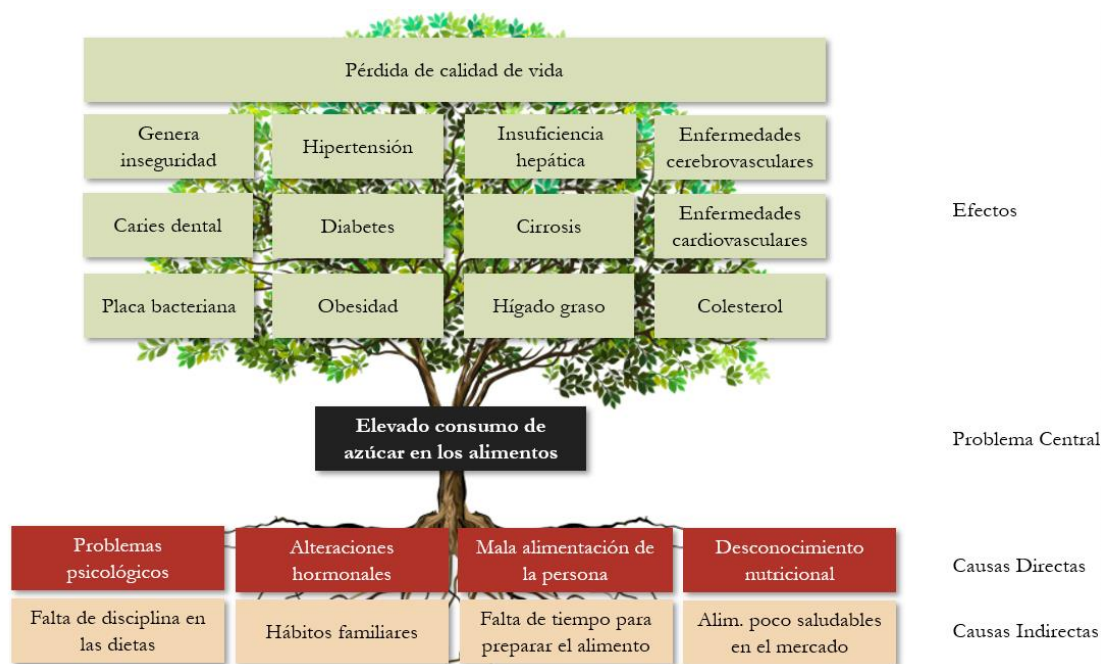 Pérdida de calidad de vida
Genera
inseguridad
Hipertensión
Insuficiencia
hepática
Enfermedades
cerebrovasculares
Caries dental
Diabetes
Cirrosis
Enfermedades
cardiovasculares
Efectos
Placa bacteriana
Obesidad
Hígado graso
Colesterol
Elevado consumo de
azúcar en los alimentos
Problema Central
Problemas
psicológicos
Alteraciones
hormonales
Mala alimentación de
la persona
Desconocimiento
nutricional
Causas Directas
Falta de disciplina en
las dietas
Hábitos familiares
Falta de tiempo para
preparar el alimento
Alim. poco saludables
en el mercado
Causas Indirectas